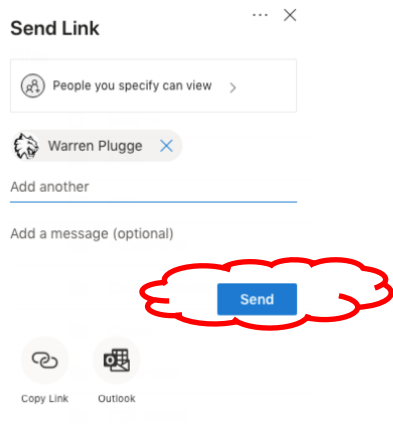 Send Link
People you specify can view
Warren Plugge
Add another
Add a message (optional)
Send
Copy Link
Outlook